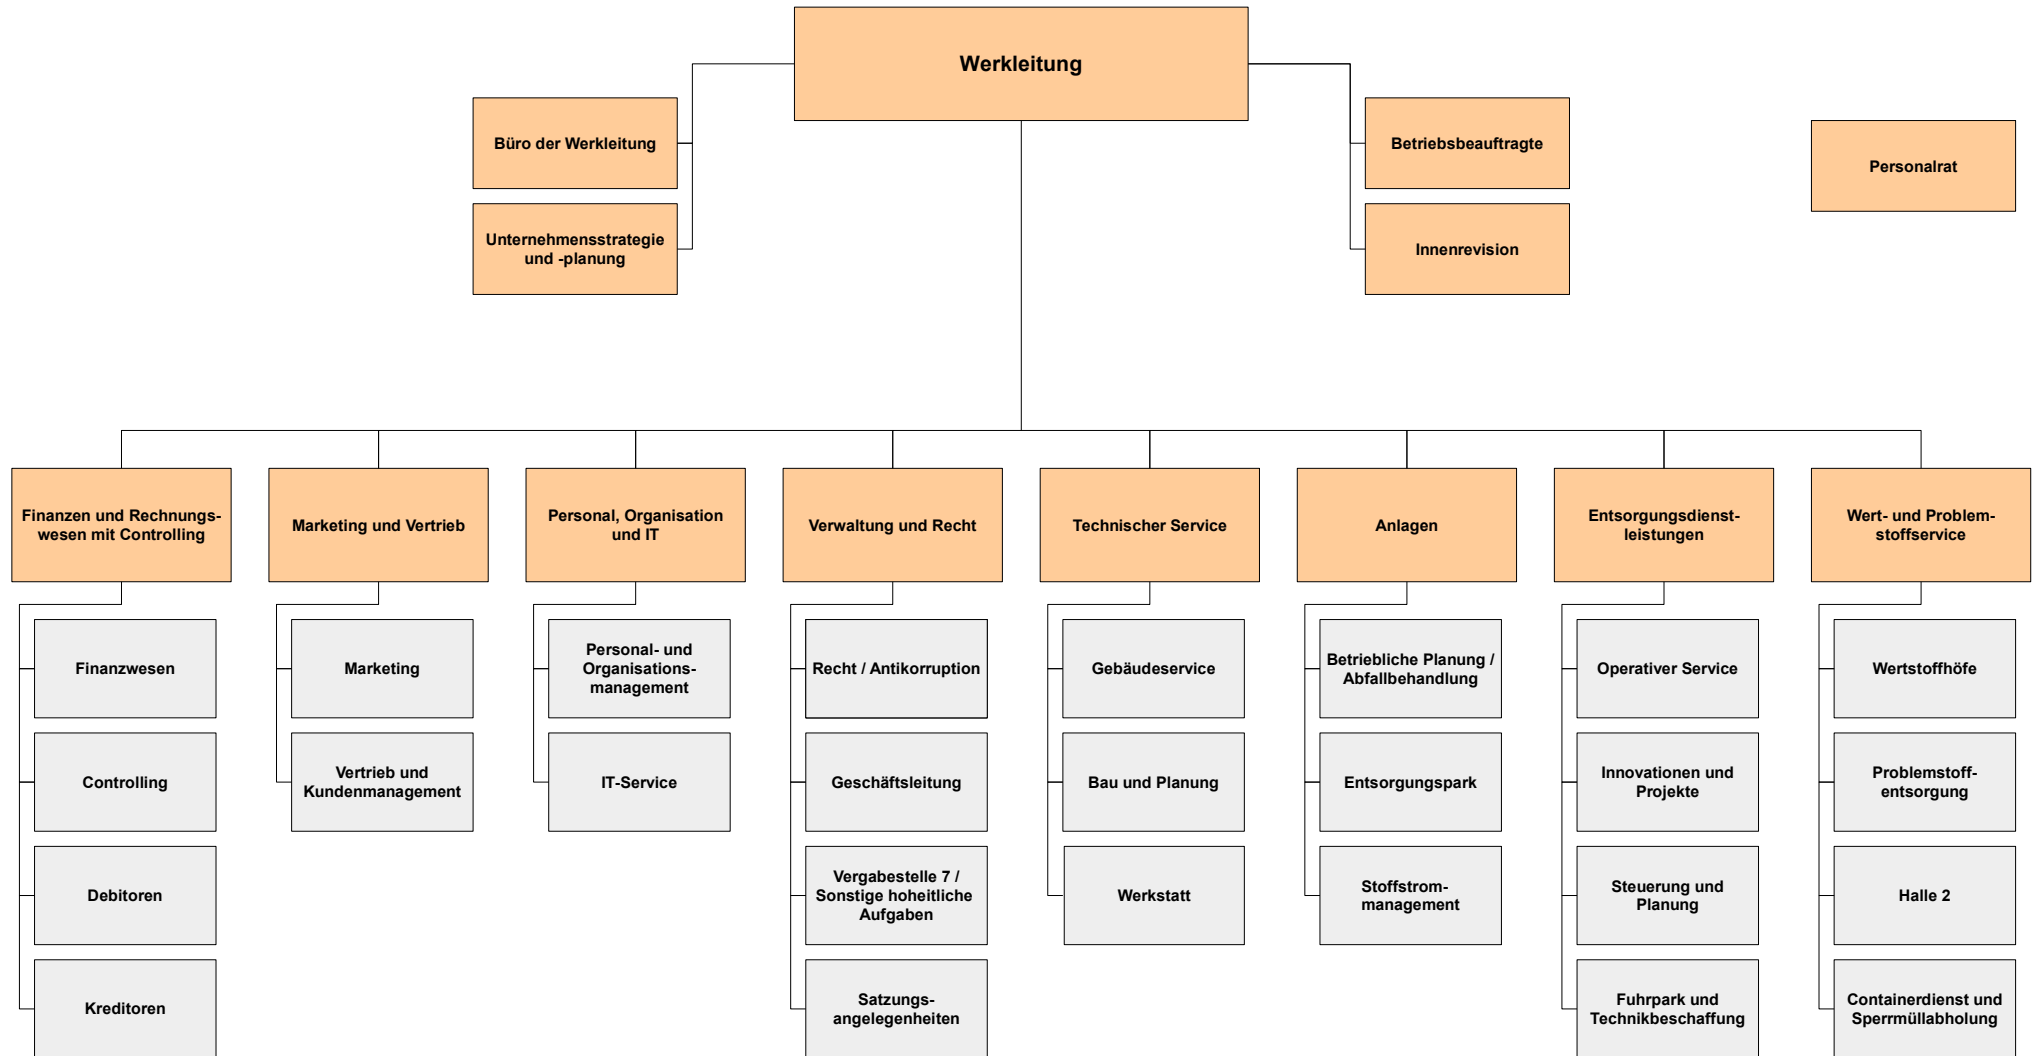 Werkleitung
Büro der Werkleitung
Betriebsbeauftragte
Personalrat
Unternehmensstrategie
und -planung
Innenrevision
Finanzen und Rechnungs-
wesen mit Controlling
Marketing und Vertrieb
Personal, Organisation
und IT
Verwaltung und Recht
Technischer Service
Anlagen
Entsorgungsdienst-
leistungen
Wert- und Problem-
stoffservice
Finanzwesen
Controlling
Debitoren
Kreditoren
Marketing
Vertrieb und
Kundenmanagement
Personal- und
Organisations-
management
IT-Service
Recht / Antikorruption
Geschäftsleitung
Vergabestelle 7 /
Sonstige hoheitliche
Aufgaben
Satzungs-
angelegenheiten
Gebäudeservice
Bau und Planung
Werkstatt
Betriebliche Planung /
Abfallbehandlung
Entsorgungspark
Stoffstrom-
management
Operativer Service
Innovationen und
Projekte
Steuerung und
Planung
Fuhrpark und
Technikbeschaffung
Wertstoffhöfe
Problemstoff-
entsorgung
Halle 2
Containerdienst und
Sperrmüllabholung